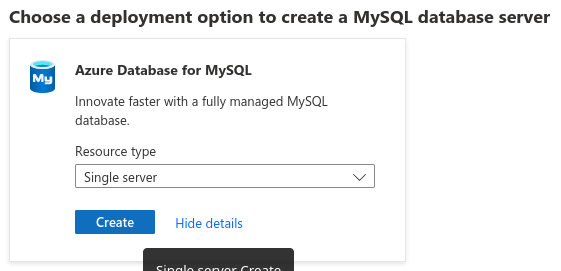 Choose a deployment option to create a MySQL database server
My
Azure Database for MySQL
Innovate faster with a fully managed MySQL
database.
Resource type
Single server
Create
Hide details
Single server Create